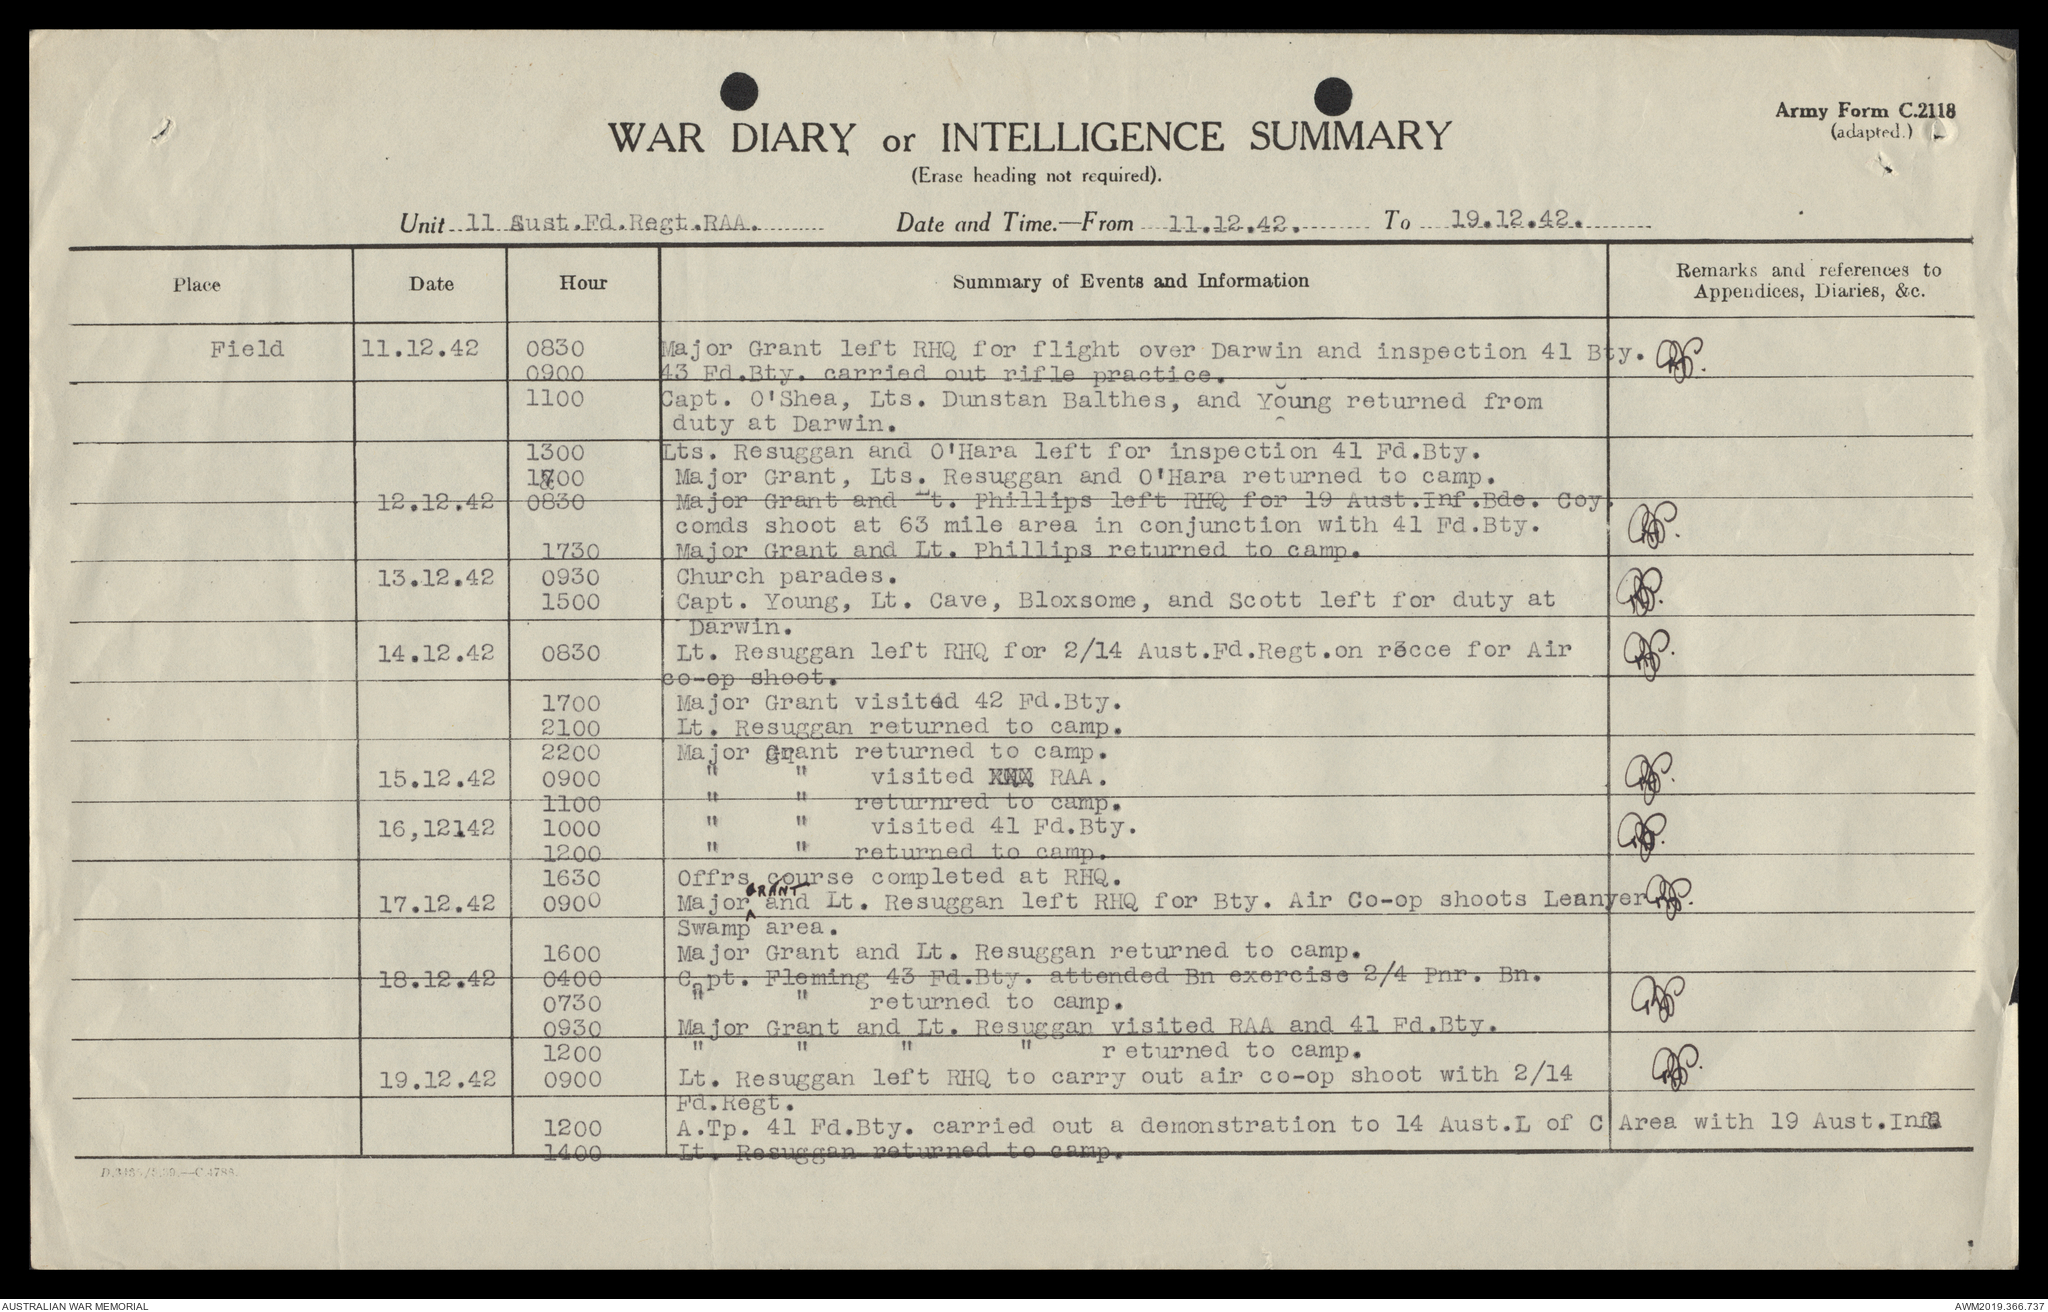 Army Form C.2118
(adapted.)
WAR DIARY or INTELLIGENCE SUMMARY
(Erase heading not required).
Unit 11 Aust.Fd.Regt.RAA. Date and Time.—From 11.12.42. To 19.12.42.
Place Date Hour Summary of Events and Information Remarks and references to
Appendices, Diaries, &c.
Field 11.12.42 0830 Major Grant left RHQ for flight over Darwin and inspection 41 Bty.
0900 43 Fd.Bty. carried out rifle practice.
1100 Capt. O'Shea, Lts. Dunstan Balthes, and Young returned from
duty at Darwin.
1300 Lts. Resuggan and O'Hara left for inspection 41 Fd.Bty.
Major Grant, Lts. Resuggan and O'Hara returned to camp.
12.12.42 0830 Major Grant and Lt. Phillips left RHQ for 19 Aust.Inf.Bde. Coy.
comds shoot at 63 mile area in conjunction with 41 Fd.Bty.
1730 Major Grant and Lt. Phillips returned to camp.
13.12.42 0930 Church parades.
1500 Capt. Young, Lt. Cave, Bloxsome, and Scott left for duty at
Darwin.
14.12.42 0830 Lt. Resuggan left RHQ for 2/14 Aust.Fd.Regt.on recce for Air
co-op shoot.
1700 Major Grant visited 42 Fd.Bty.
2100 Lt. Resuggan returned to camp.
2200 Major Grant returned to camp.
15.12.42 0900 " " visited XXX RAA.
1100 " " returnred to camp.
16,12142 1000 " " visited 41 Fd.Bty.
1200 " " returned to camp.
1630 Offrs course completed at RHQ.
17.12.42 0900 Major GRANT and Lt. Resuggan left RHQ for Bty. Air Co-op shoots Leanyer
Swamp area.
1600 Major Grant and Lt. Resuggan returned to camp.
18.12.42 0400 Capt. Fleming 43 Fd.Bty. attended Bn exercise 2/4 Pnr. Bn.
0730 " " returned to camp.
0930 Major Grant and Lt. Resuggan visited RAA and 41 Fd.Bty.
1200 " " " " r eturned to camp.
19.12.42 0900 Lt. Resuggan left RHQ to carry out air co-op shoot with 2/14
Fd.Regt.
1200 A.Tp. 41 Fd.Bty. carried out a demonstration to 14 Aust.L of C Area with 19 Aust.Inf
1400 Lt. Resuggan returned to camp.
AUSTRALIAN WAR MEMORIAL AWM2019.366.737